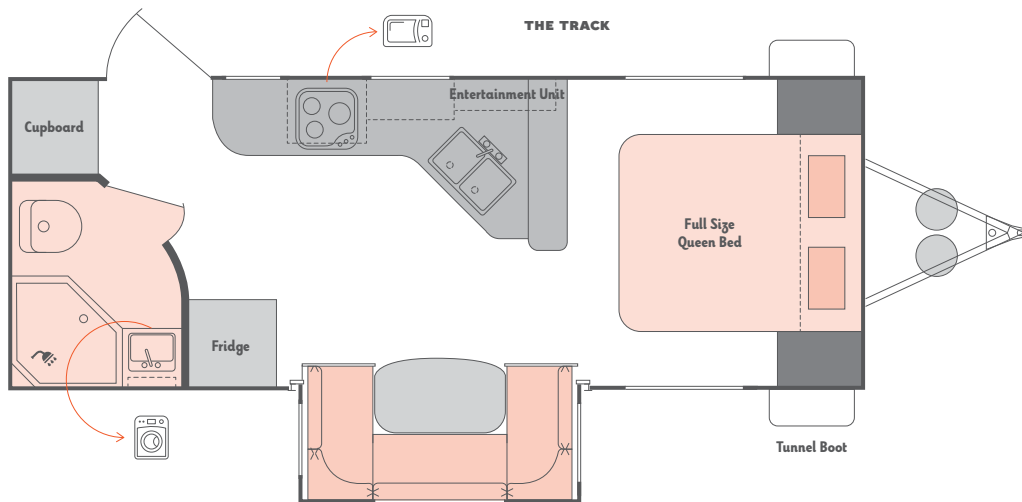 THE TRACK
Entertainment Unit
Cupboard
Full Size
Queen Bed
Fridge
Tunnel Boot